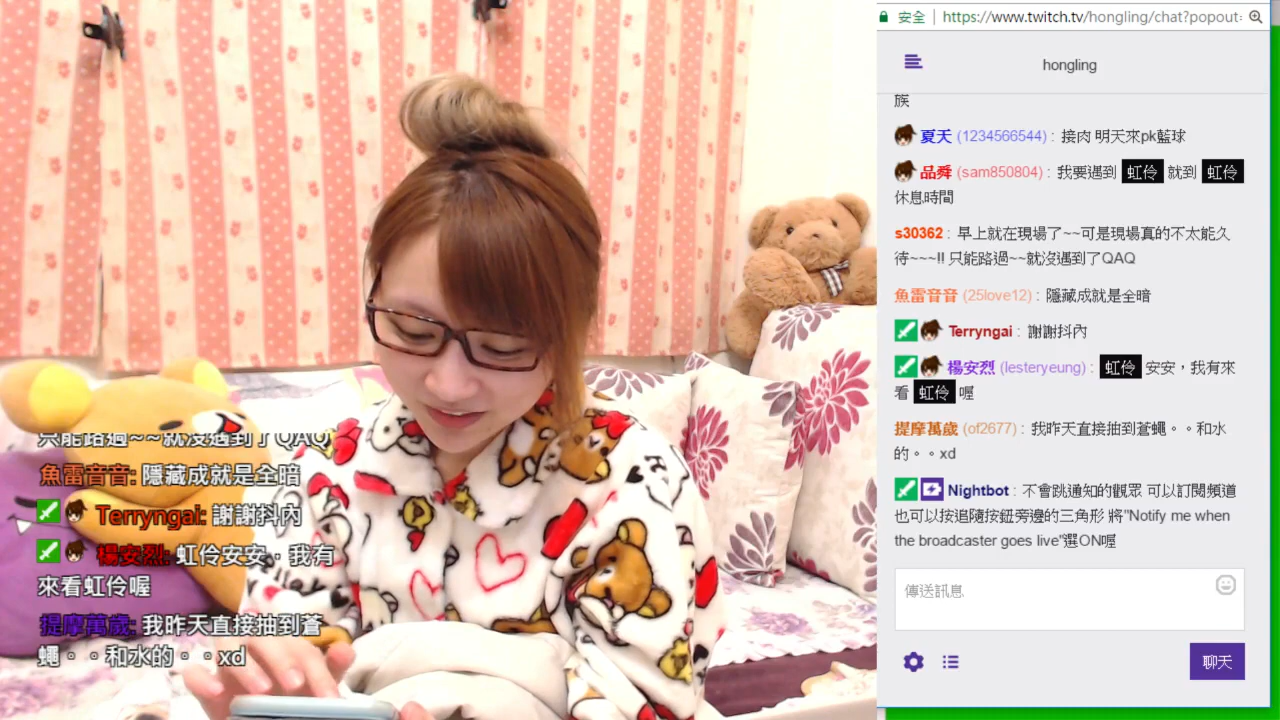 安全 | https://www.twitch.tv/hongling/chat?popout=
hongling
族
夏天 (1234566544) : 接肉 明天來pk籃球
品舜 (sam850804) : 我要遇到 虹伶 就到 虹伶
休息時間
s30362 : 早上就在現場了~~可是現場真的不太能久
待~~~!! 只能路過~~就沒遇到了QAQ
魚雷音音 (25love12) : 隱藏成就是全暗
Terryngai : 謝謝抖內
楊安烈 (lesteryeung) : 虹伶 安安，我有來
看 虹伶 喔
提摩萬歲 (of2677) : 我昨天直接抽到蒼蠅。。和水
的。。xd
Nightbot : 不會跳通知的觀眾 可以訂閱頻道
也可以按追隨按鈕旁邊的三角形 將"Notify me when
the broadcaster goes live"選ON喔
傳送訊息
聊天
只能路過~~就沒遇到了QAQ
魚雷音音: 隱藏成就是全暗
Terryngai: 謝謝抖內
楊安烈: 虹伶安安，我有
來看虹伶喔
提摩萬歲: 我昨天直接抽到蒼
蠅。。和水的。。xd